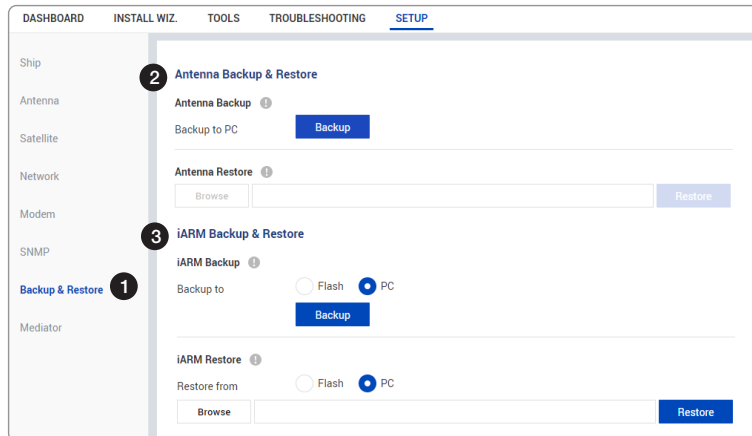 DASHBOARD INSTALL WIZ. TOOLS TROUBLESHOOTING SETUP
Ship
Antenna
Satellite
Network
Modem
SNMP
Backup & Restore 1
Mediator
2 Antenna Backup & Restore
Antenna Backup !
Backup to PC Backup
Antenna Restore !
Browse Restore
3 iARM Backup & Restore
iARM Backup !
Backup to Flash PC
Backup
iARM Restore !
Restore from Flash PC
Browse Restore